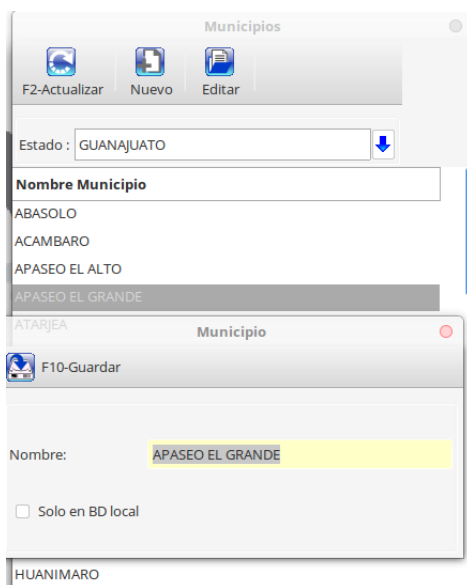 Municipios
F2-Actualizar Nuevo Editar
Estado : GUANAJUATO
Nombre Municipio
ABASOLO
ACAMBARO
APASEO EL ALTO
APASEO EL GRANDE
ATARJEA
Municipio
F10-Guardar
Nombre: APASEO EL GRANDE
Solo en BD local
HUANIMARO